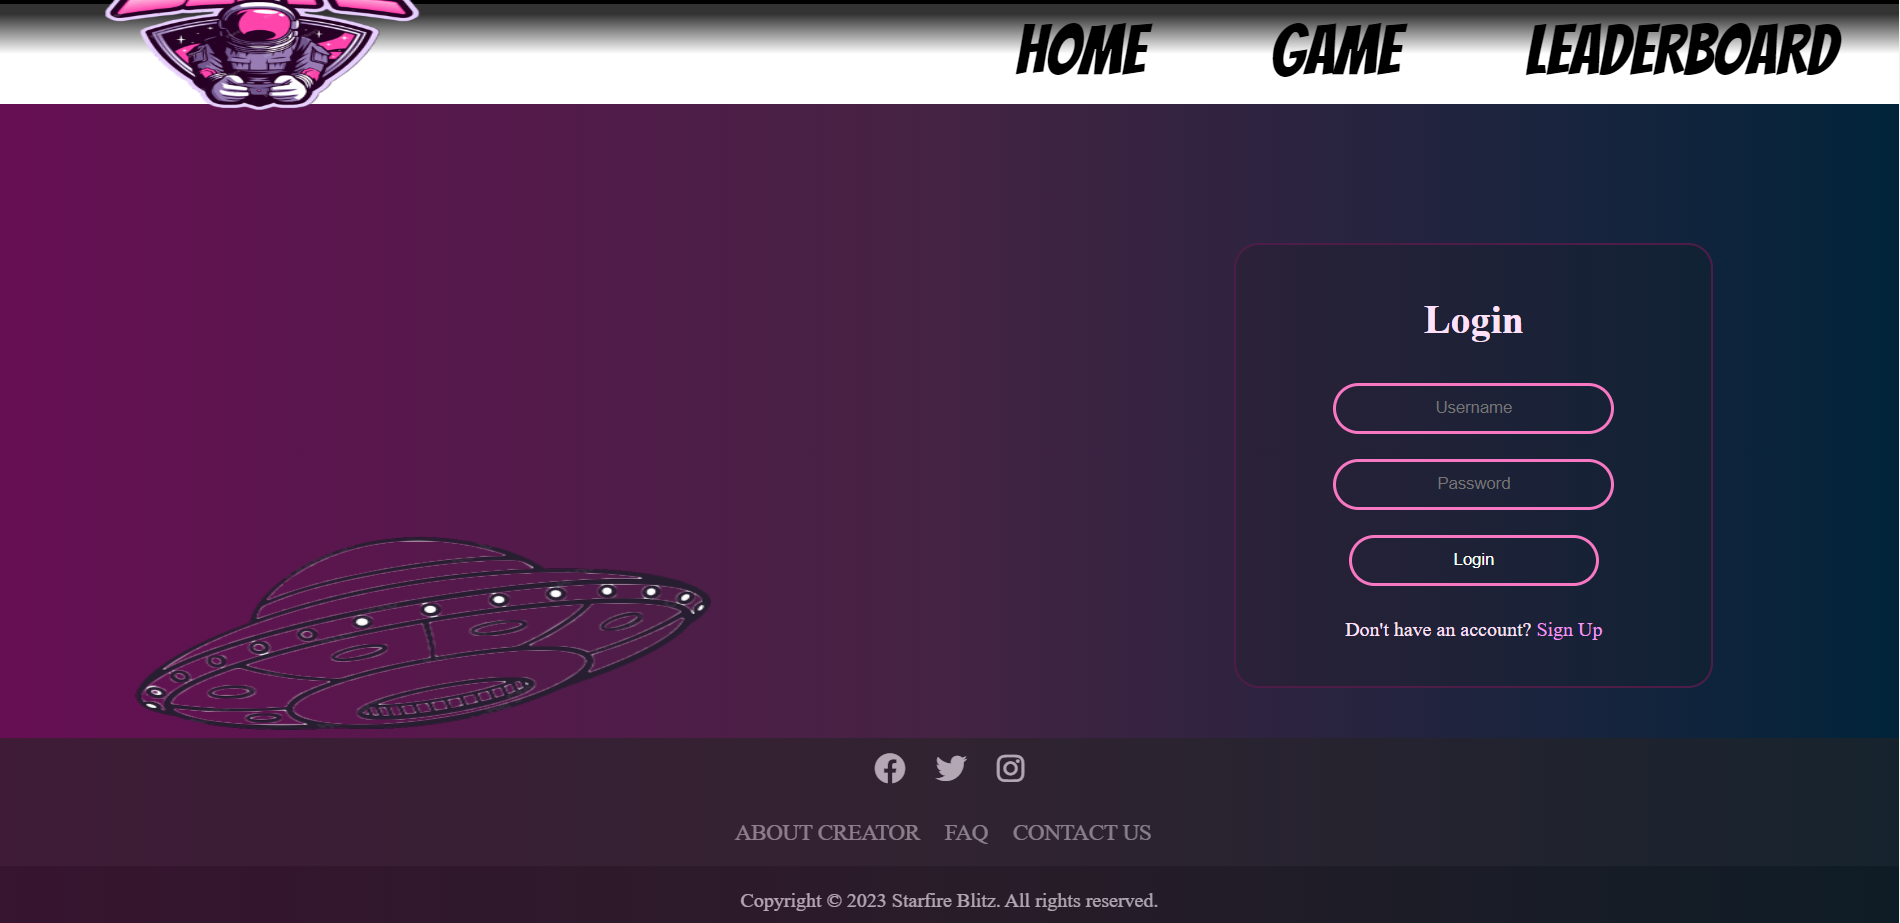 HOME GAME LEADERBOARD
Login
Username
Password
Login
Don't have an account? Sign Up
ABOUT CREATOR FAQ CONTACT US
Copyright © 2023 Starfire Blitz. All rights reserved.